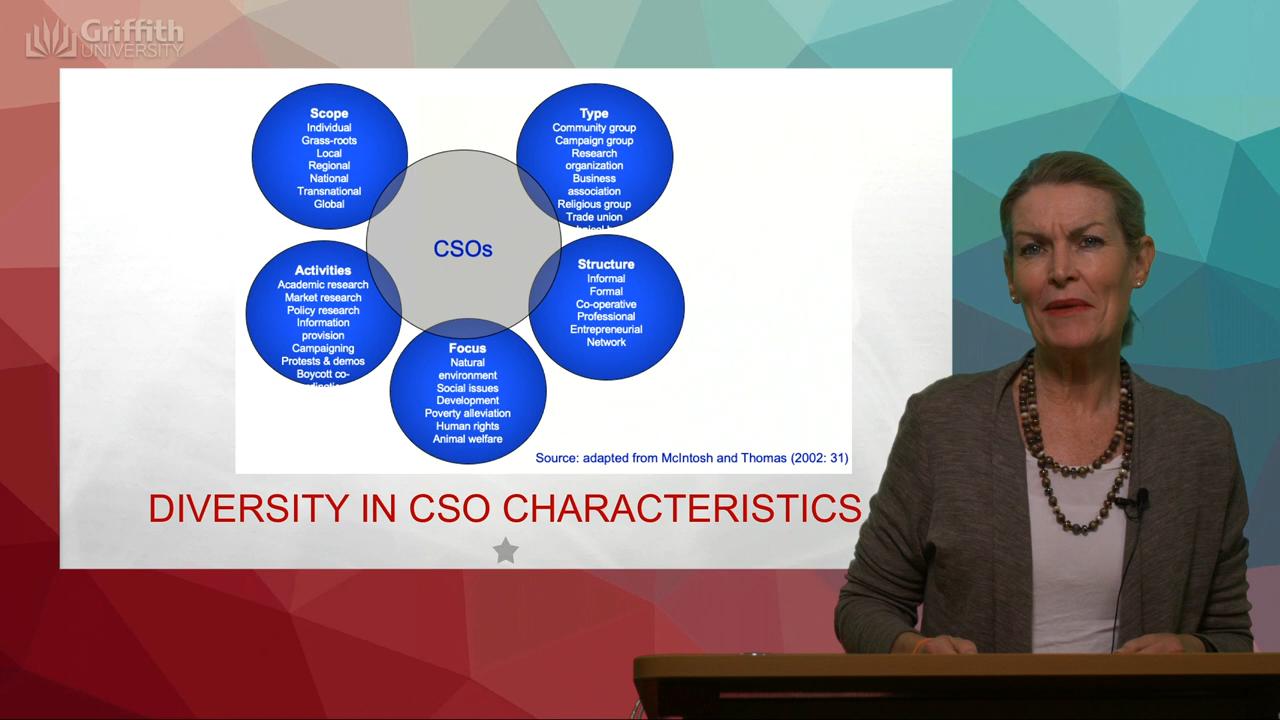 Griffith
UNIVERSITY
Scope
Individual
Grass-roots
Local
Regional
National
Transnational
Global
Type
Community group
Campaign group
Research
organization
Business
association
Religious group
Trade union
CSOs
Activities
Academic research
Market research
Policy research
Information
provision
Campaigning
Protests & demos
Boycott co-
Structure
Informal
Formal
Co-operative
Professional
Entrepreneurial
Network
Focus
Natural
environment
Social issues
Development
Poverty alleviation
Human rights
Animal welfare
Source: adapted from McIntosh and Thomas (2002: 31)
DIVERSITY IN CSO CHARACTERISTICS